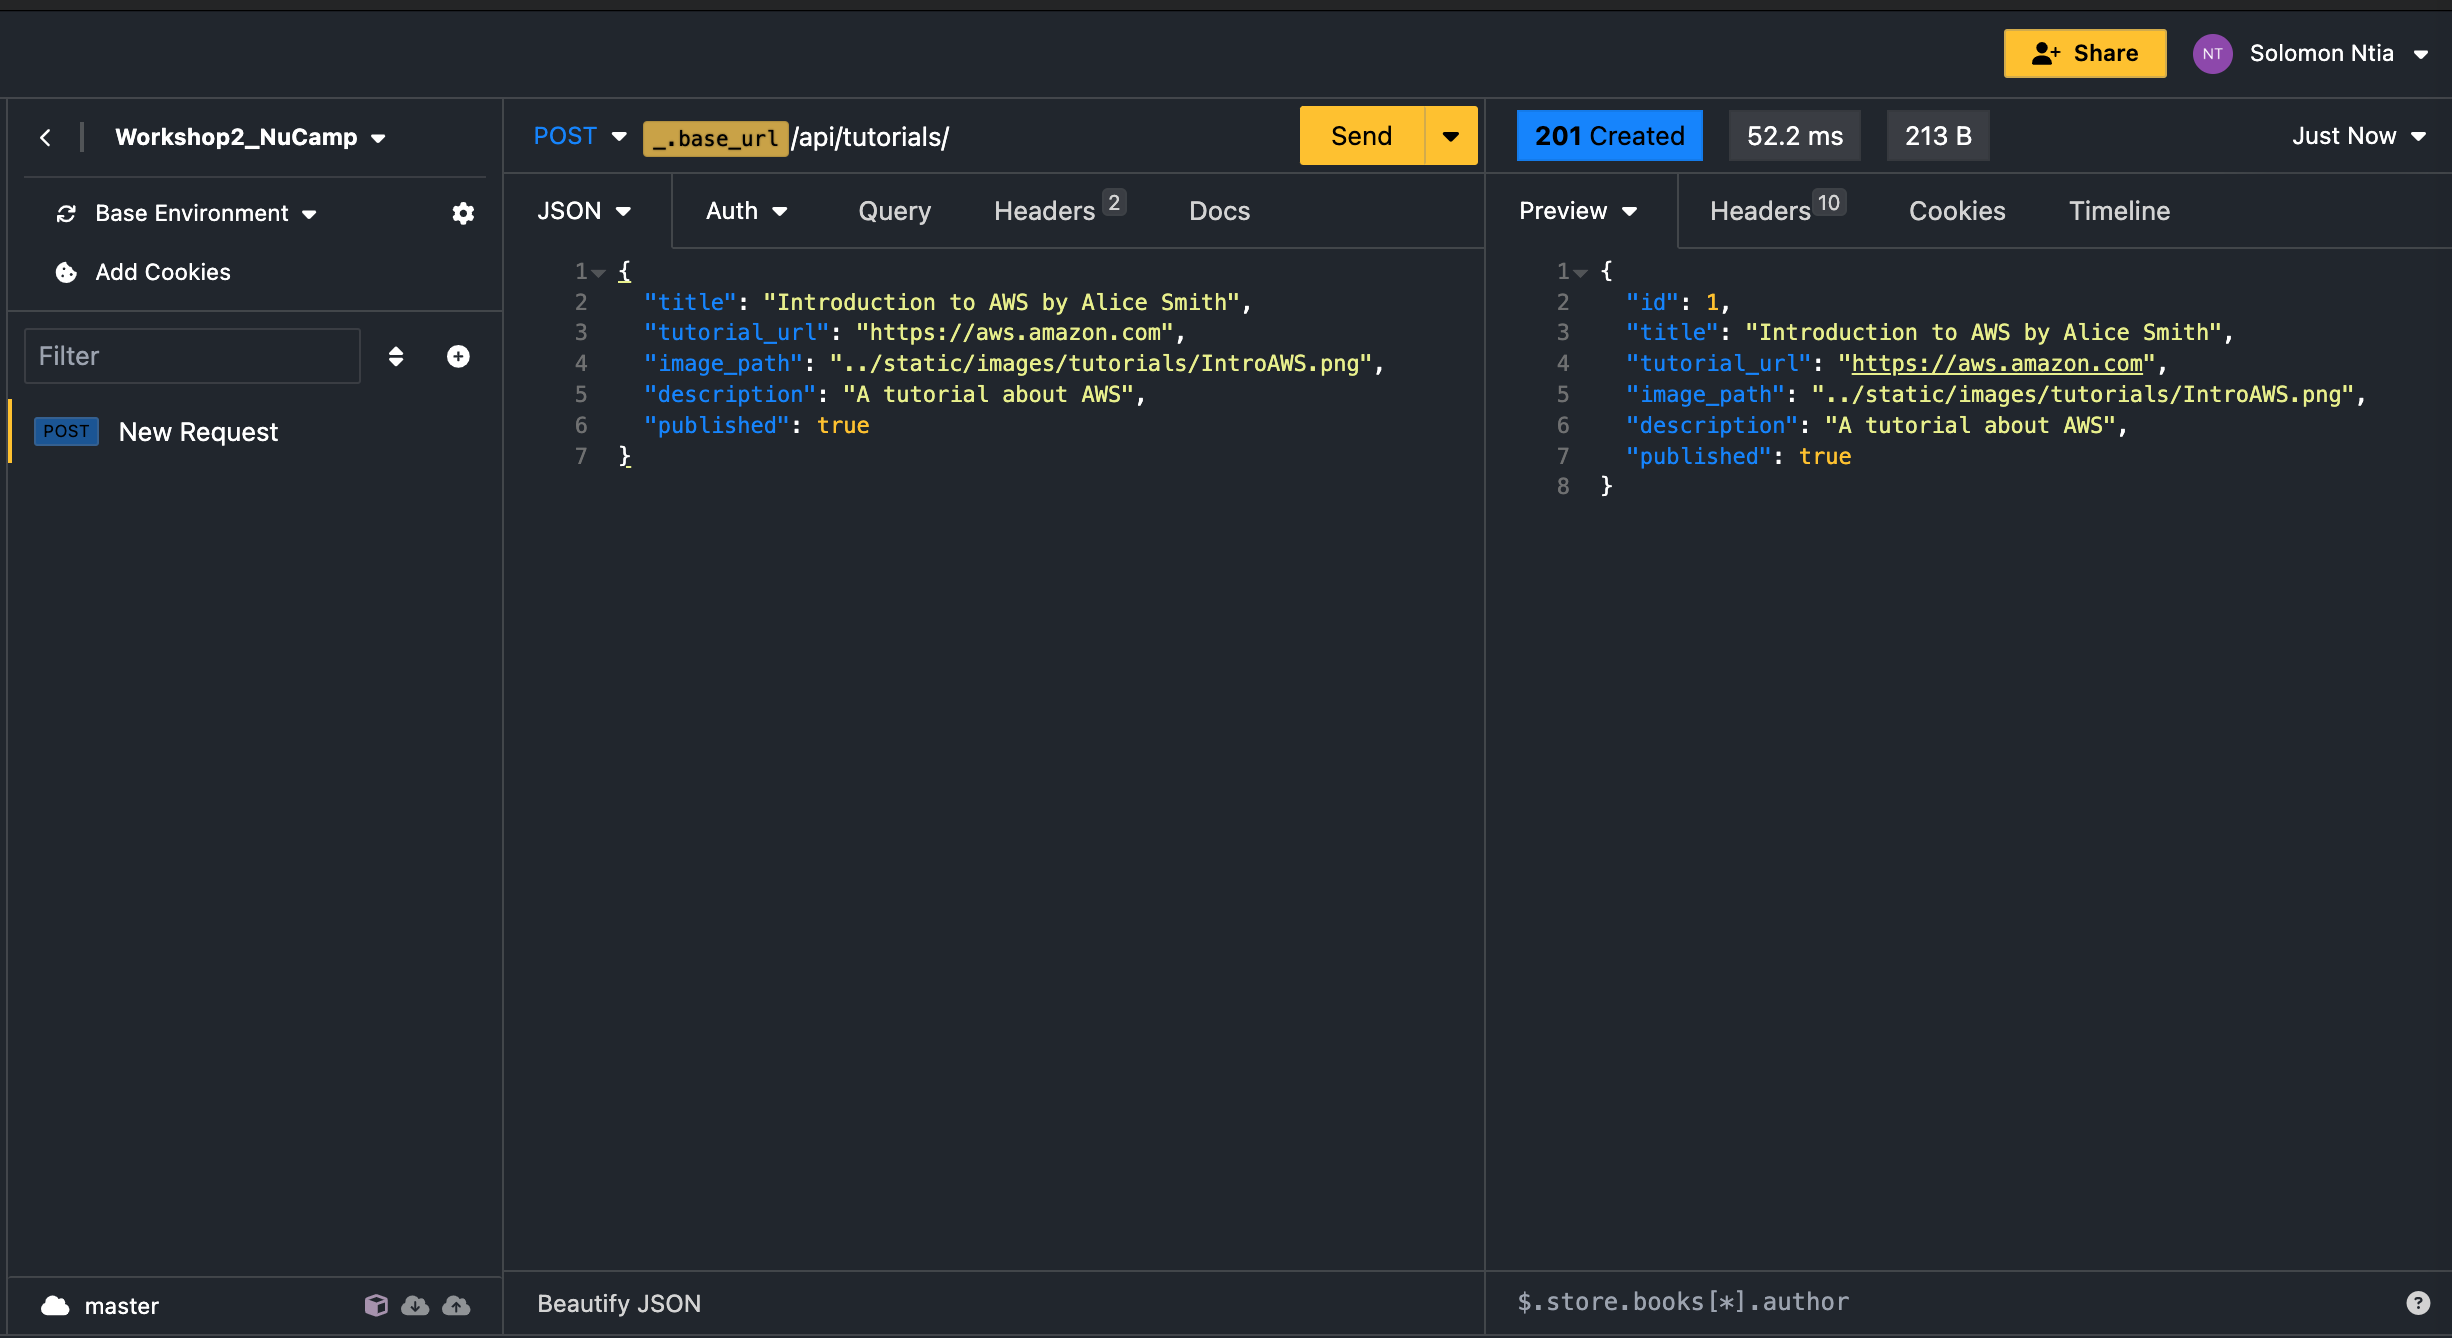 Share
NT
Solomon Ntia
Workshop2_NuCamp
Base Environment
Add Cookies
Filter
POST New Request
master
POST _.base_url/api/tutorials/
Send
JSON Auth Query Headers 2 Docs
1 {
2 "title": "Introduction to AWS by Alice Smith",
3 "tutorial_url": "https://aws.amazon.com",
4 "image_path": "../static/images/tutorials/IntroAWS.png",
5 "description": "A tutorial about AWS",
6 "published": true
7 }
Beautify JSON
201 Created 52.2 ms 213 B Just Now
Preview Headers 10 Cookies Timeline
1 {
2 "id": 1,
3 "title": "Introduction to AWS by Alice Smith",
4 "tutorial_url": "https://aws.amazon.com",
5 "image_path": "../static/images/tutorials/IntroAWS.png",
6 "description": "A tutorial about AWS",
7 "published": true
8 }
$.store.books[*].author
?